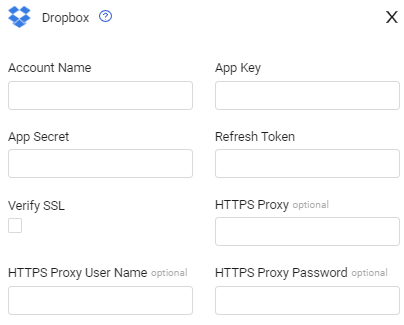 Dropbox ?
X
Account Name
App Key
App Secret
Refresh Token
Verify SSL
HTTPS Proxy optional
HTTPS Proxy User Name optional
HTTPS Proxy Password optional